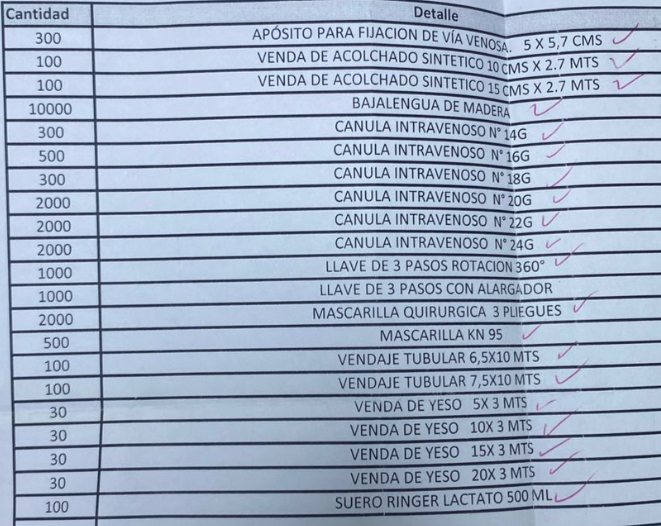 Cantidad Detalle
300 APÓSITO PARA FIJACION DE VÍA VENOSA. 5 X 5,7 CMS
100 VENDA DE ACOLCHADO SINTETICO 10 CMS X 2.7 MTS
100 VENDA DE ACOLCHADO SINTETICO 15 CMS X 2.7 MTS
10000 BAJALENGUA DE MADERA
300 CANULA INTRAVENOSO N° 14G
500 CANULA INTRAVENOSO N° 16G
300 CANULA INTRAVENOSO N° 18G
2000 CANULA INTRAVENOSO N° 20G
2000 CANULA INTRAVENOSO N° 22G
2000 CANULA INTRAVENOSO N° 24G
1000 LLAVE DE 3 PASOS ROTACION 360°
1000 LLAVE DE 3 PASOS CON ALARGADOR
2000 MASCARILLA QUIRURGICA 3 PLIEGUES
500 MASCARILLA KN 95
100 VENDAJE TUBULAR 6,5X10 MTS
100 VENDAJE TUBULAR 7,5X10 MTS
30 VENDA DE YESO 5X 3 MTS
30 VENDA DE YESO 10X 3 MTS
30 VENDA DE YESO 15X 3 MTS
30 VENDA DE YESO 20X 3 MTS
100 SUERO RINGER LACTATO 500 ML